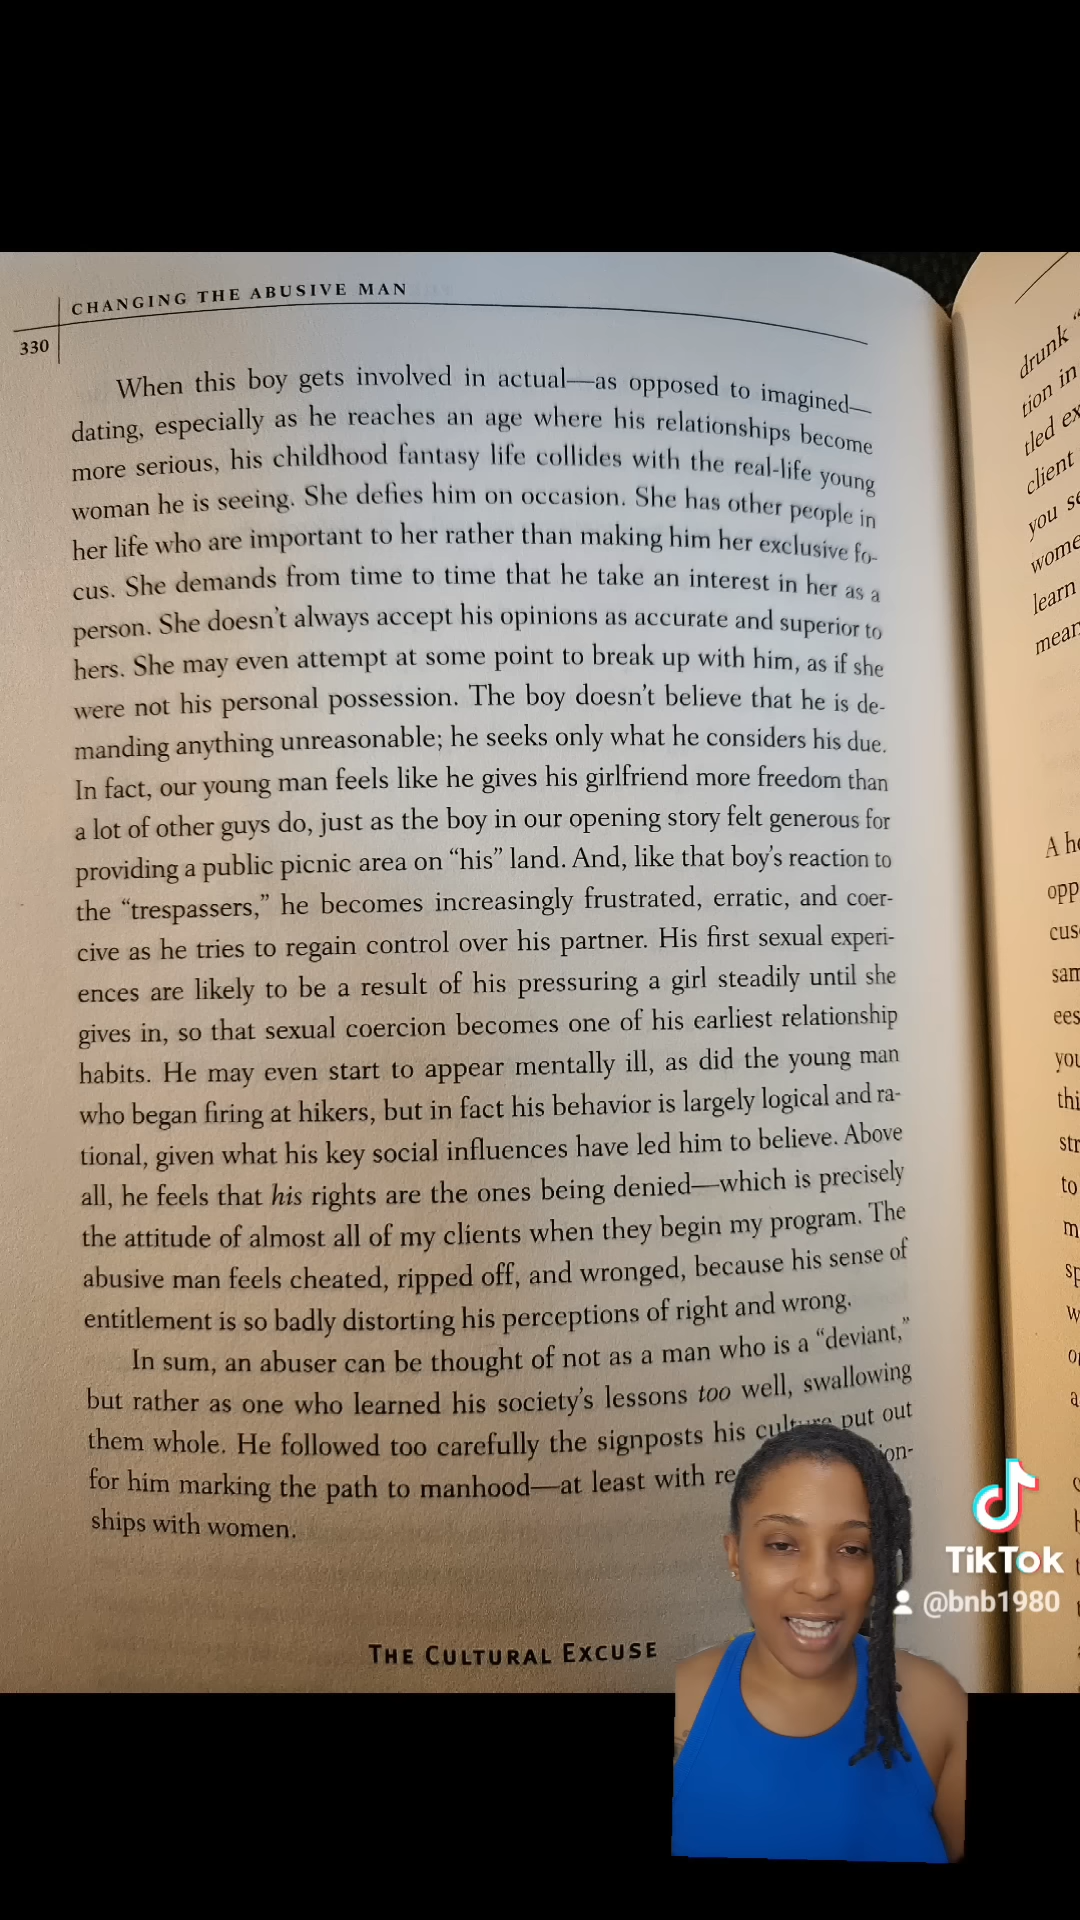 CHANGING THE ABUSIVE MAN
330
When this boy gets involved in actual—as opposed to imagined—
dating, especially as he reaches an age where his relationships become
more serious, his childhood fantasy life collides with the real-life young
woman he is seeing. She defies him on occasion. She has other people in
her life who are important to her rather than making him her exclusive fo-
cus. She demands from time to time that he take an interest in her as a
person. She doesn't always accept his opinions as accurate and superior to
hers. She may even attempt at some point to break up with him, as if she
were not his personal possession. The boy doesn't believe that he is de-
manding anything unreasonable; he seeks only what he considers his due.
In fact, our young man feels like he gives his girlfriend more freedom than
a lot of other guys do, just as the boy in our opening story felt generous for
providing a public picnic area on “his” land. And, like that boy's reaction to
the “trespassers,” he becomes increasingly frustrated, erratic, and coer-
cive as he tries to regain control over his partner. His first sexual experi-
ences are likely to be a result of his pressuring a girl steadily until she
gives in, so that sexual coercion becomes one of his earliest relationship
habits. He may even start to appear mentally ill, as did the young man
who began firing at hikers, but in fact his behavior is largely logical and ra-
tional, given what his key social influences have led him to believe. Above
all, he feels that his rights are the ones being denied—which is precisely
the attitude of almost all of my clients when they begin my program. The
abusive man feels cheated, ripped off, and wronged, because his sense of
entitlement is so badly distorting his perceptions of right and wrong.
In sum, an abuser can be thought of not as a man who is a “deviant,”
but rather as one who learned his society's lessons too well, swallowing
them whole. He followed too carefully the signposts his culture put out
for him marking the path to manhood—at least with
ships with women.
THE CULTURAL EXCUSE
drunk
tion in
client
learn
TikTok
@bnb1980